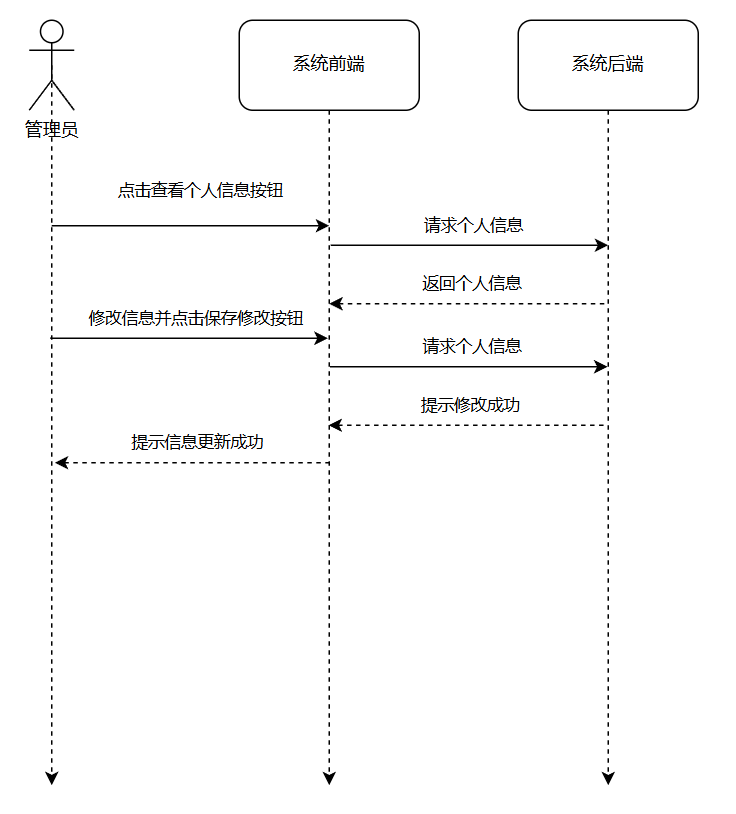 系统前端
系统后端
管理员
点击查看个人信息按钮
请求个人信息
返回个人信息
修改信息并点击保存修改按钮
请求个人信息
提示修改成功
提示信息更新成功